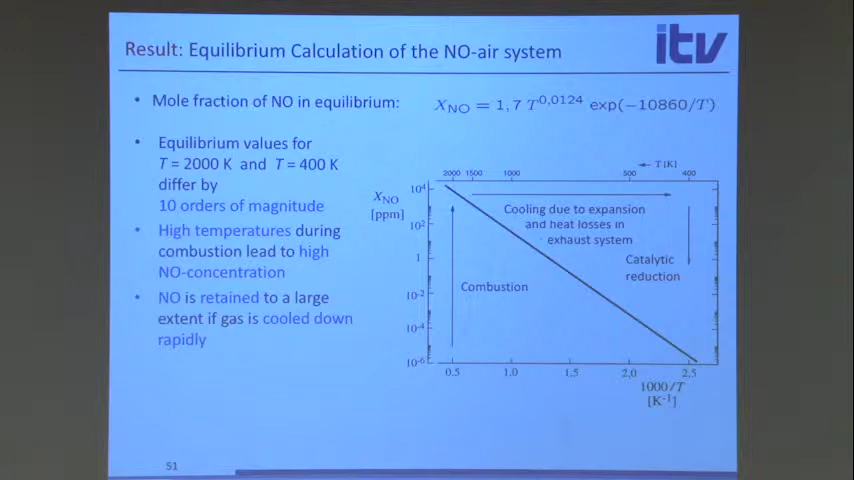 Result: Equilibrium Calculation of the NO-air system
itv
• Mole fraction of NO in equilibrium: X_NO = 1,7 T^0,0124 exp(−10860/T)
• Equilibrium values for
T = 2000 K and T = 400 K
differ by
10 orders of magnitude
• High temperatures during
combustion lead to high
NO-concentration
• NO is retained to a large
extent if gas is cooled down
rapidly
← T [K]
2000 1500 1000 500 400
X_NO
[ppm]
10^4
10^2
1
10^-2
10^-4
10^-6
Cooling due to expansion
and heat losses in
exhaust system
Catalytic
reduction
Combustion
0.5 1.0 1.5 2.0 2.5
1000/T
[K^-1]
51